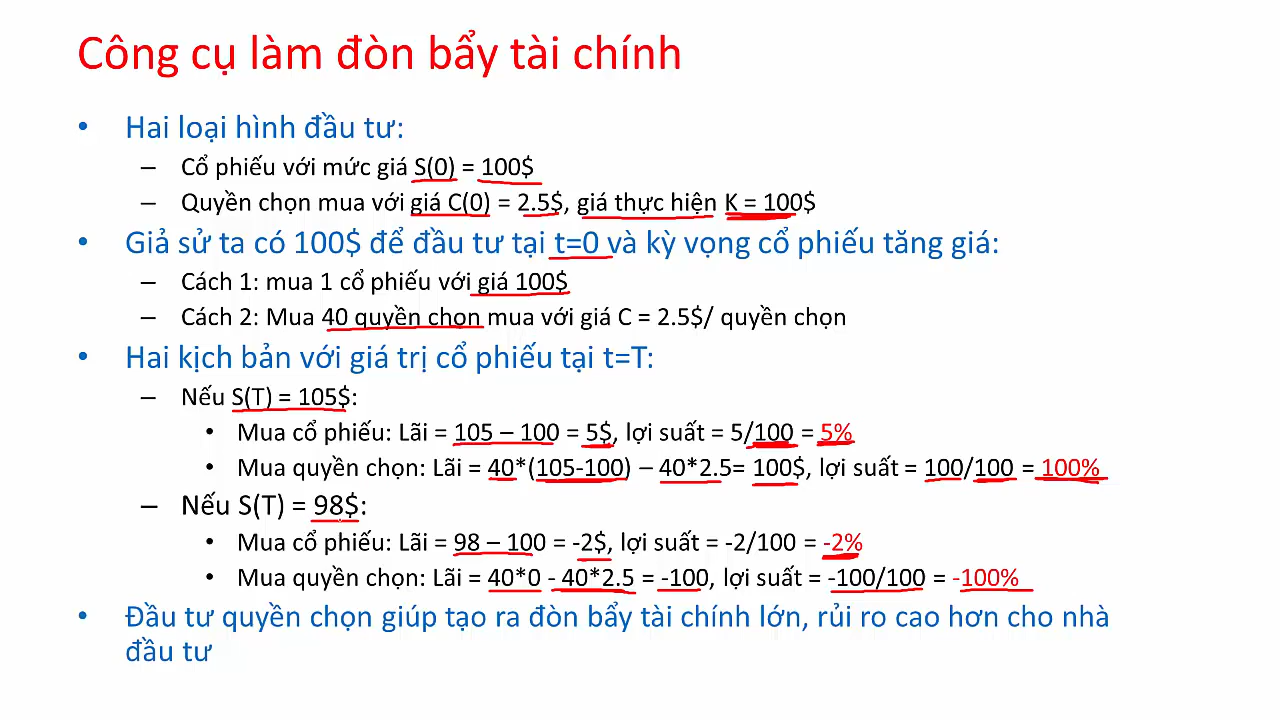 Công cụ làm đòn bẩy tài chính
• Hai loại hình đầu tư:
– Cổ phiếu với mức giá S(0) = 100$
– Quyền chọn mua với giá C(0) = 2.5$, giá thực hiện K = 100$
• Giả sử ta có 100$ để đầu tư tại t=0 và kỳ vọng cổ phiếu tăng giá:
– Cách 1: mua 1 cổ phiếu với giá 100$
– Cách 2: Mua 40 quyền chọn mua với giá C = 2.5$/ quyền chọn
• Hai kịch bản với giá trị cổ phiếu tại t=T:
– Nếu S(T) = 105$:
• Mua cổ phiếu: Lãi = 105 – 100 = 5$, lợi suất = 5/100 = 5%
• Mua quyền chọn: Lãi = 40*(105-100) – 40*2.5= 100$, lợi suất = 100/100 = 100%
– Nếu S(T) = 98$:
• Mua cổ phiếu: Lãi = 98 – 100 = -2$, lợi suất = -2/100 = -2%
• Mua quyền chọn: Lãi = 40*0 - 40*2.5 = -100, lợi suất = -100/100 = -100%
• Đầu tư quyền chọn giúp tạo ra đòn bẩy tài chính lớn, rủi ro cao hơn cho nhà
đầu tư